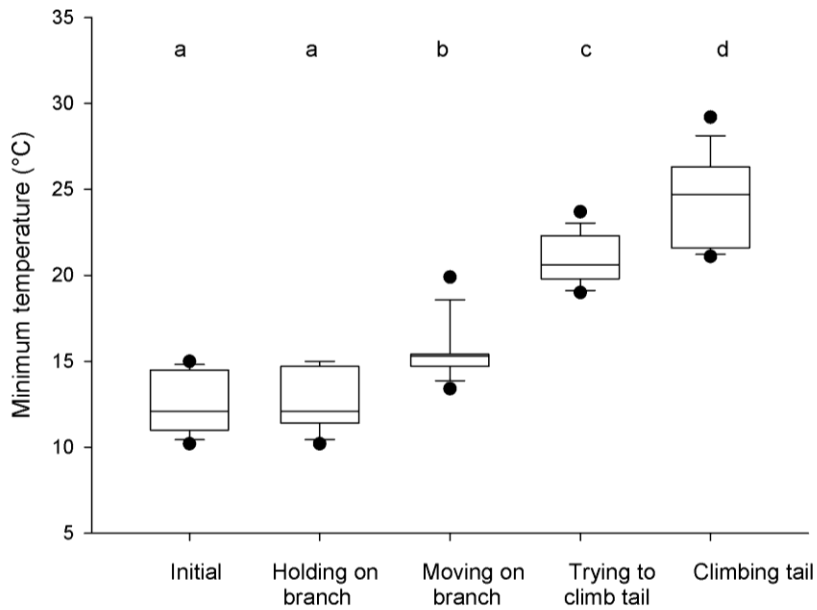 35
a a b c d
30
25
20
15
10
5
Minimum temperature (°C)
Initial
Holding on
branch
Moving on
branch
Trying to
climb tail
Climbing tail